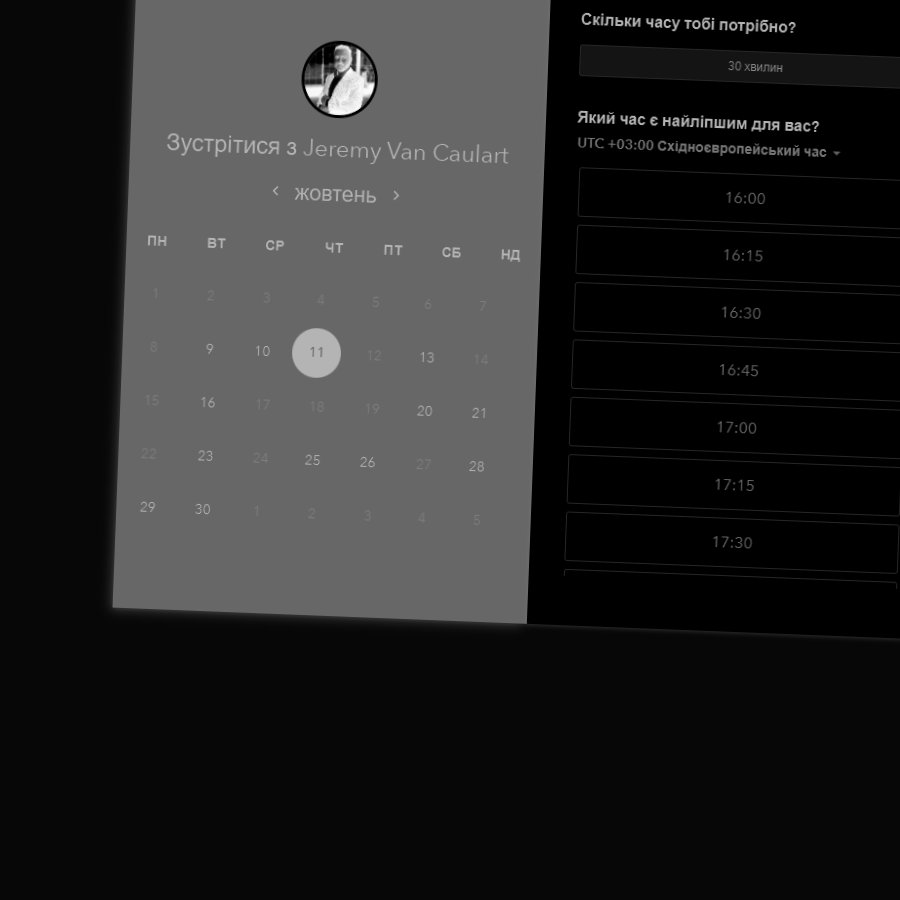 Зустрітися з Jeremy Van Caulart
жовтень
ПН ВТ СР ЧТ ПТ СБ НД
1 2 3 4 5 6 7
8 9 10 11 12 13 14
15 16 17 18 19 20 21
22 23 24 25 26 27 28
29 30 1 2 3 4 5
Скільки часу тобі потрібно?
30 хвилин
Який час є найліпшим для вас?
UTC +03:00 Східноєвропейський час
16:00
16:15
16:30
16:45
17:00
17:15
17:30